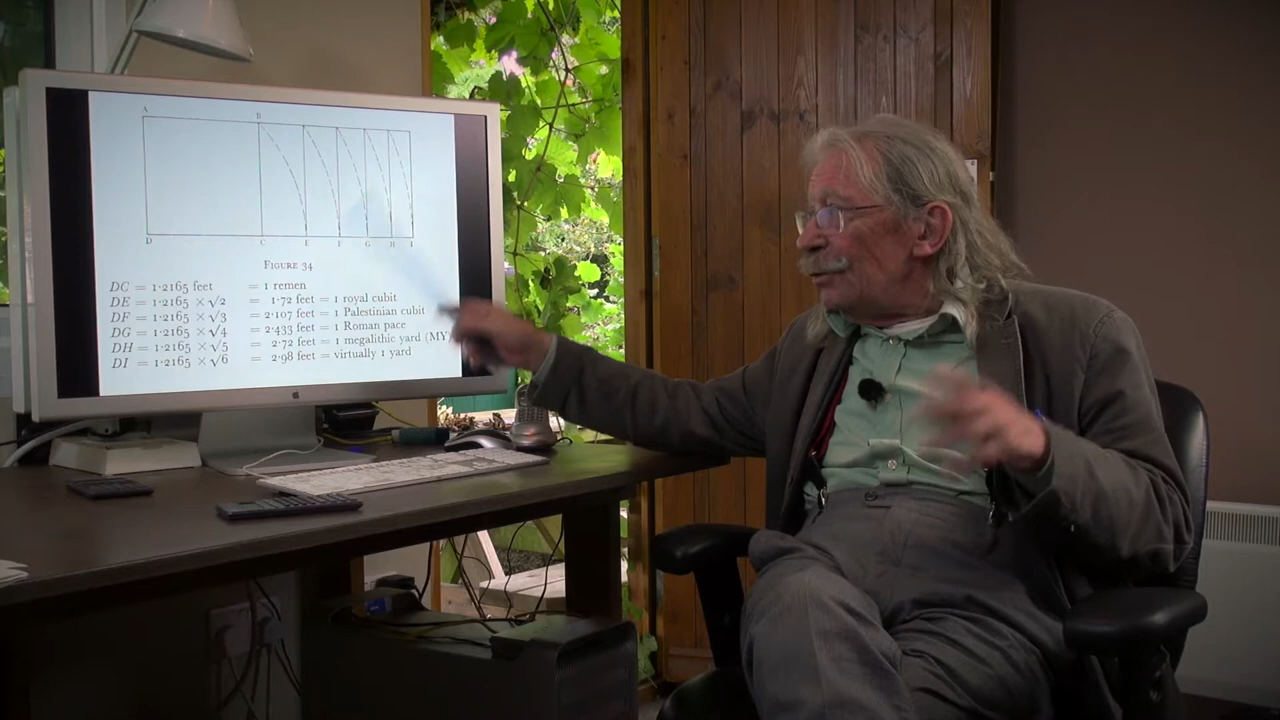 A B
D C E F G H I
FIGURE 34
DC = 1·2165 feet = 1 remen
DE = 1·2165 × √2 = 1·72 feet = 1 royal cubit
DF = 1·2165 × √3 = 2·107 feet = 1 Palestinian cubit
DG = 1·2165 × √4 = 2·433 feet = 1 Roman pace
DH = 1·2165 × √5 = 2·72 feet = 1 megalithic yard (MY)
DI = 1·2165 × √6 = 2·98 feet = virtually 1 yard